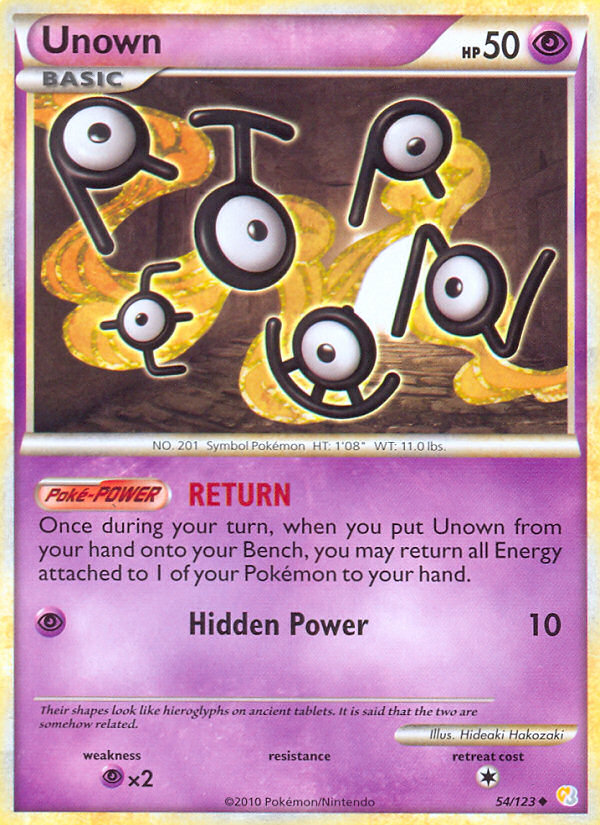 Unown HP 50
BASIC
NO. 201 Symbol Pokémon HT: 1'08" WT: 11.0 lbs.
Poké-POWER RETURN
Once during your turn, when you put Unown from
your hand onto your Bench, you may return all Energy
attached to 1 of your Pokémon to your hand.
Hidden Power 10
Their shapes look like hieroglyphs on ancient tablets. It is said that the two are
somehow related.
Illus. Hideaki Hakozaki
weakness resistance retreat cost
×2
©2010 Pokémon/Nintendo 54/123